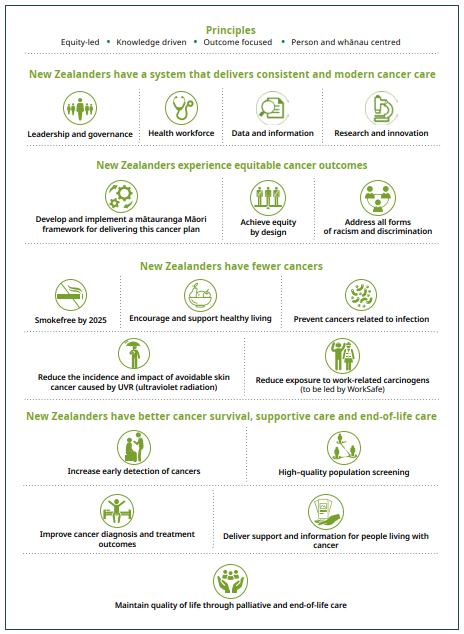 Principles
Equity-led • Knowledge driven • Outcome focused • Person and whānau centred
New Zealanders have a system that delivers consistent and modern cancer care
Leadership and governance
Health workforce
Data and information
Research and innovation
New Zealanders experience equitable cancer outcomes
Develop and implement a mātauranga Māori
framework for delivering this cancer plan
Achieve equity
by design
Address all forms
of racism and discrimination
New Zealanders have fewer cancers
Smokefree by 2025
Encourage and support healthy living
Prevent cancers related to infection
Reduce the incidence and impact of avoidable skin
cancer caused by UVR (ultraviolet radiation)
Reduce exposure to work-related carcinogens
(to be led by WorkSafe)
New Zealanders have better cancer survival, supportive care and end-of-life care
Increase early detection of cancers
High-quality population screening
Improve cancer diagnosis and treatment
outcomes
Deliver support and information for people living with
cancer
Maintain quality of life through palliative and end-of-life care